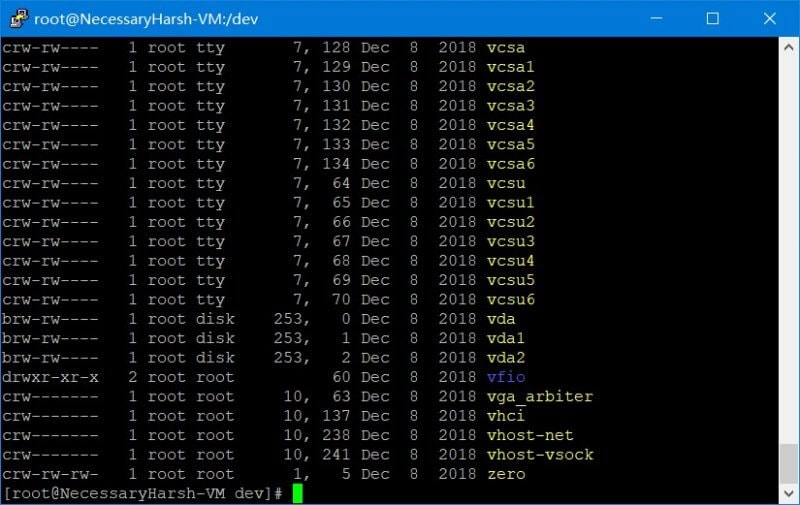 root@NecessaryHarsh-VM:/dev
crw-rw---- 1 root tty 7, 128 Dec 8 2018 vcsa
crw-rw---- 1 root tty 7, 129 Dec 8 2018 vcsa1
crw-rw---- 1 root tty 7, 130 Dec 8 2018 vcsa2
crw-rw---- 1 root tty 7, 131 Dec 8 2018 vcsa3
crw-rw---- 1 root tty 7, 132 Dec 8 2018 vcsa4
crw-rw---- 1 root tty 7, 133 Dec 8 2018 vcsa5
crw-rw---- 1 root tty 7, 134 Dec 8 2018 vcsa6
crw-rw---- 1 root tty 7, 64 Dec 8 2018 vcsu
crw-rw---- 1 root tty 7, 65 Dec 8 2018 vcsu1
crw-rw---- 1 root tty 7, 66 Dec 8 2018 vcsu2
crw-rw---- 1 root tty 7, 67 Dec 8 2018 vcsu3
crw-rw---- 1 root tty 7, 68 Dec 8 2018 vcsu4
crw-rw---- 1 root tty 7, 69 Dec 8 2018 vcsu5
crw-rw---- 1 root tty 7, 70 Dec 8 2018 vcsu6
brw-rw---- 1 root disk 253, 0 Dec 8 2018 vda
brw-rw---- 1 root disk 253, 1 Dec 8 2018 vda1
brw-rw---- 1 root disk 253, 2 Dec 8 2018 vda2
drwxr-xr-x 2 root root 60 Dec 8 2018 vfio
crw------- 1 root root 10, 63 Dec 8 2018 vga_arbiter
crw------- 1 root root 10, 137 Dec 8 2018 vhci
crw------- 1 root root 10, 238 Dec 8 2018 vhost-net
crw------- 1 root root 10, 241 Dec 8 2018 vhost-vsock
crw-rw-rw- 1 root root 1, 5 Dec 8 2018 zero
[root@NecessaryHarsh-VM dev]#